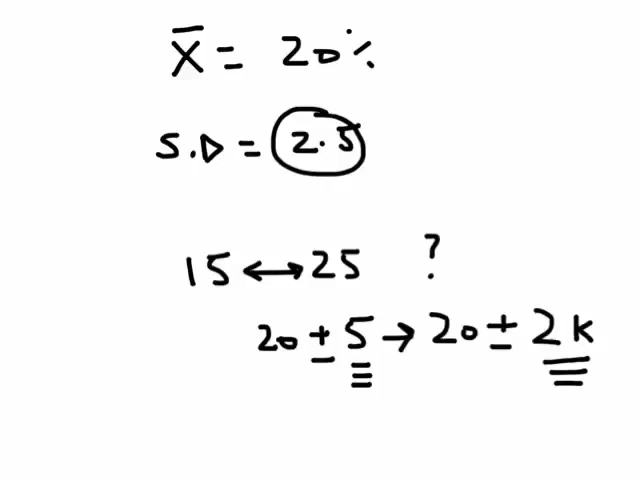 x̄ = 20%
S.D = 2.5
15 ↔ 25 ?
20 ± 5 → 20 ± 2k